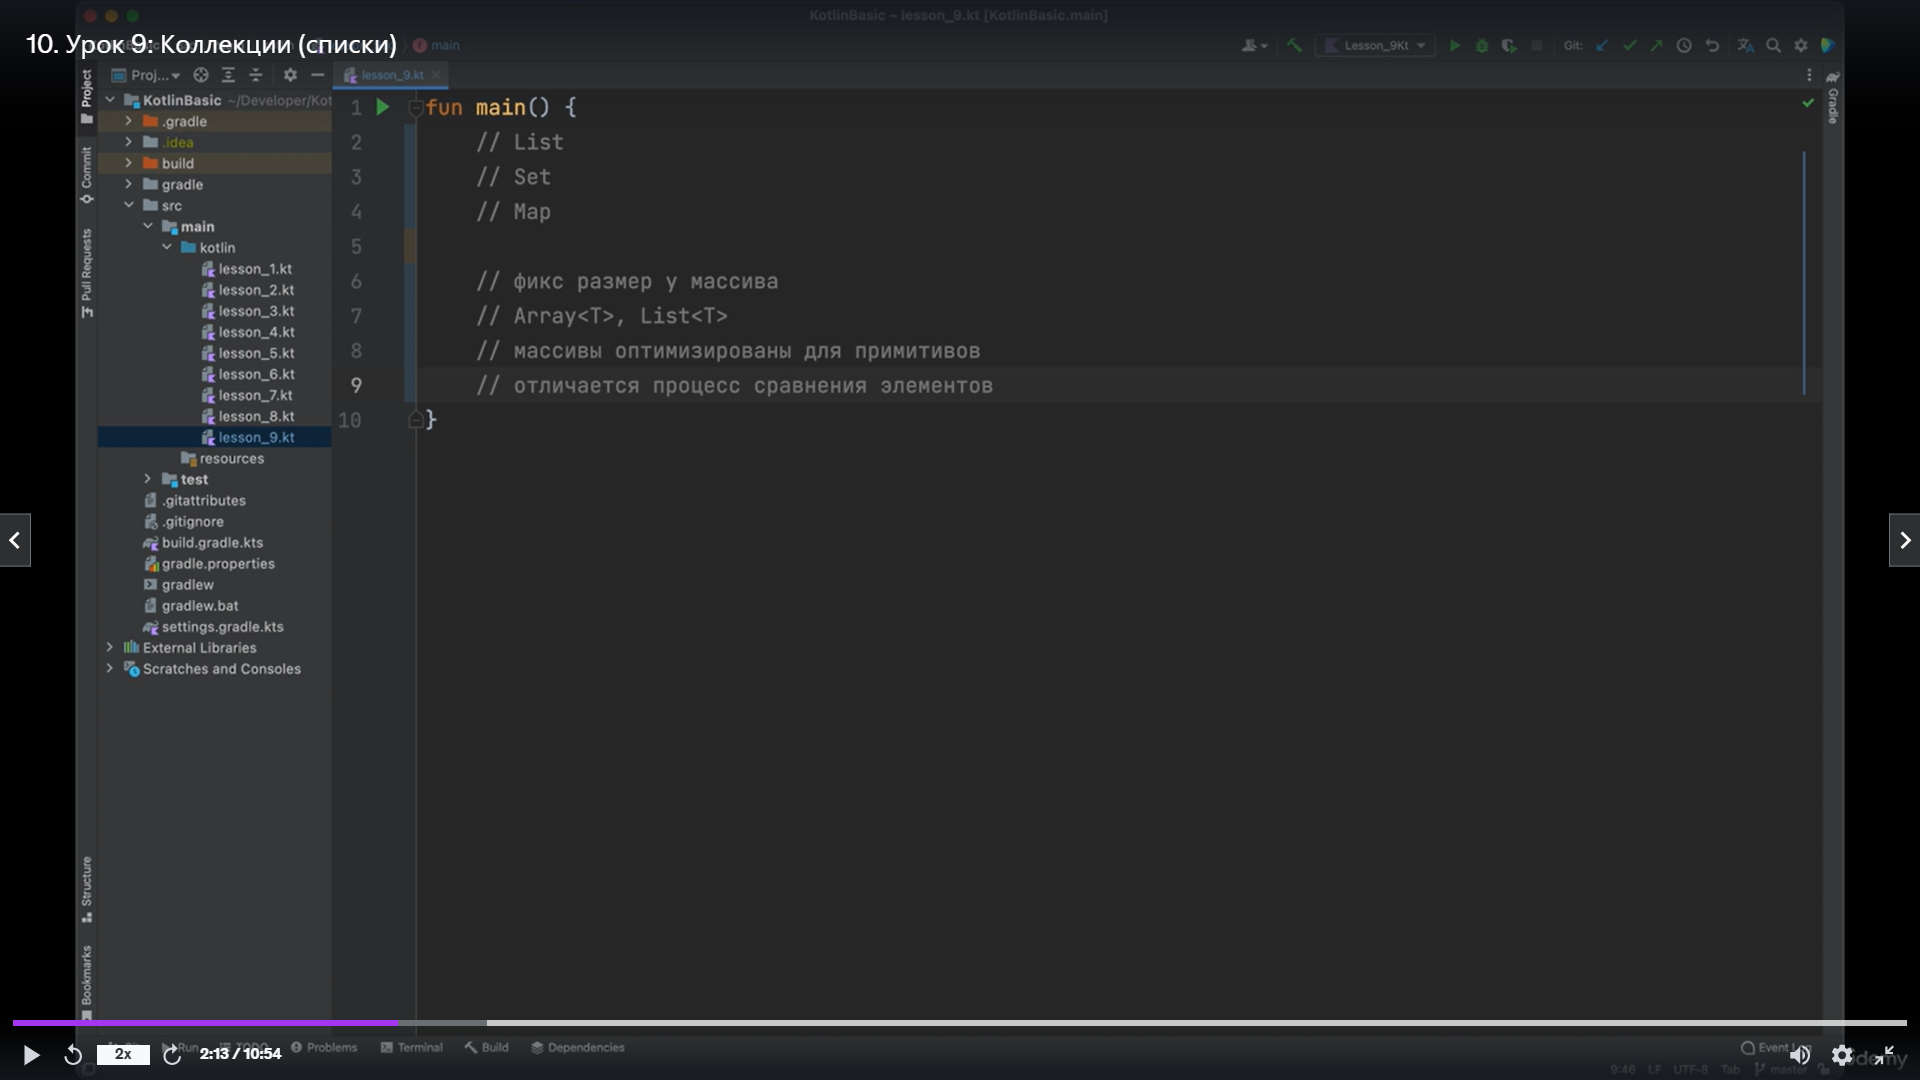 KotlinBasic – lesson_9.kt [KotlinBasic.main]
10. Урок 9: Коллекции (списки)
main
Lesson_9Kt
Git:
Project
Proj...
lesson_9.kt
Gradle
Commit
Pull Requests
Structure
Bookmarks
KotlinBasic ~/Developer/Kot
.gradle
.idea
build
gradle
src
main
kotlin
lesson_1.kt
lesson_2.kt
lesson_3.kt
lesson_4.kt
lesson_5.kt
lesson_6.kt
lesson_7.kt
lesson_8.kt
lesson_9.kt
resources
test
.gitattributes
.gitignore
build.gradle.kts
gradle.properties
gradlew
gradlew.bat
settings.gradle.kts
External Libraries
Scratches and Consoles
1 fun main() {
2 // List
3 // Set
4 // Map
5
6 // фикс размер у массива
7 // Array<T>, List<T>
8 // массивы оптимизированы для примитивов
9 // отличается процесс сравнения элементов
10 }
Run TODO Problems Terminal Build Dependencies
Event Log
2x
2:13 / 10:54
9:46 LF UTF-8 Tab master